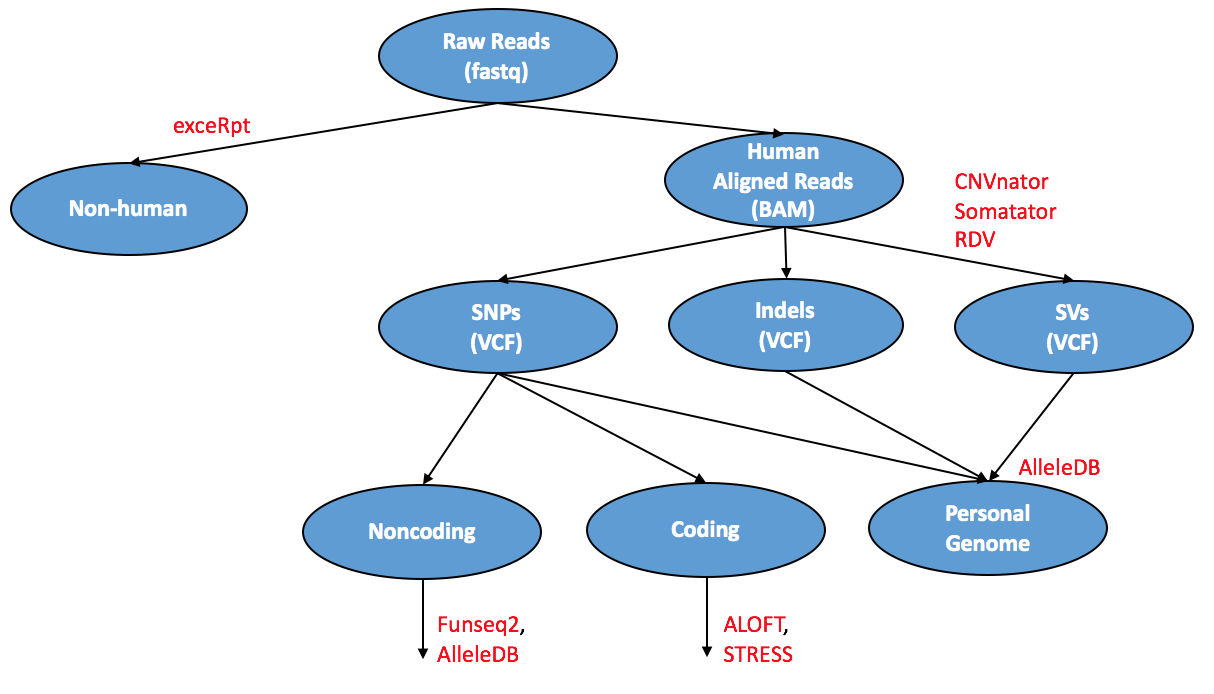 Raw Reads
(fastq)
exceRpt
Human
Aligned Reads
(BAM)
Non-human
CNVnator
Somatator
RDV
SNPs
(VCF)
Indels
(VCF)
SVs
(VCF)
AlleleDB
Noncoding
Coding
Personal
Genome
Funseq2,
AlleleDB
ALOFT,
STRESS